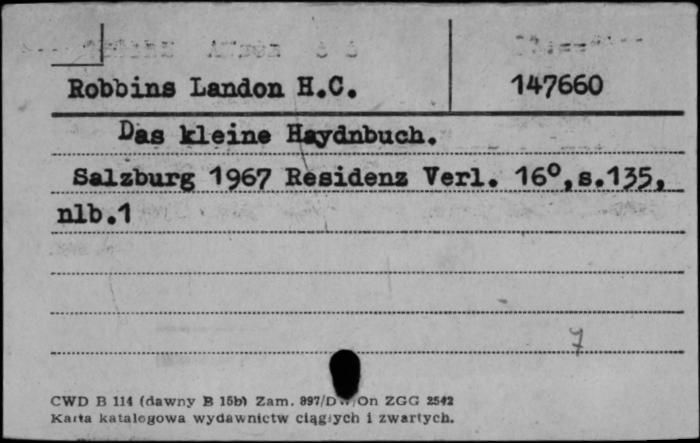 Robbins Landon H.C.
147660
Das kleine Haydnbuch.
Salzburg 1967 Residenz Verl. 16°,s.135,
nlb.1
7
CWD B 114 (dawny B 15b) Zam. 897/D /On ZGG 2542
Karta katalogowa wydawnictw ciągłych i zwartych.